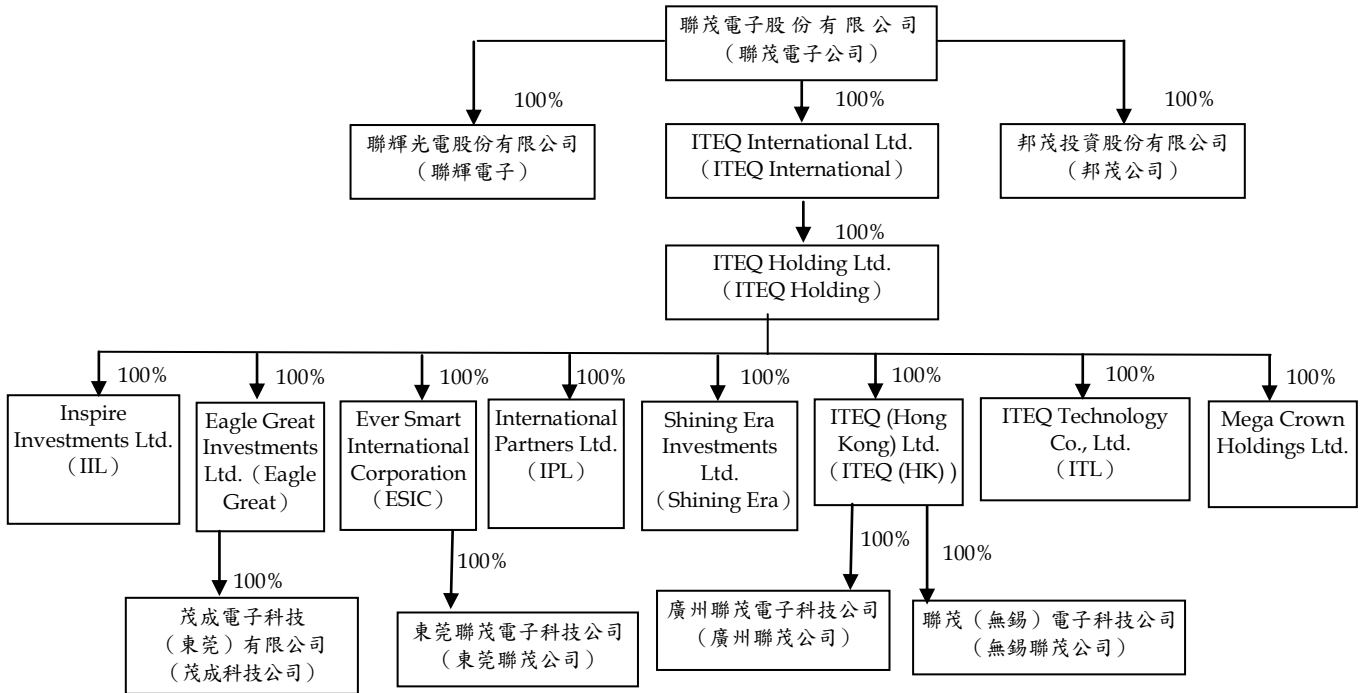 聯茂電子股份有限公司
（聯茂電子公司）
100%
100%
100%
聯輝光電股份有限公司
（聯輝電子）
ITEQ International Ltd.
（ITEQ International）
邦茂投資股份有限公司
（邦茂公司）
100%
ITEQ Holding Ltd.
（ITEQ Holding）
100%
100%
100%
100%
100%
100%
100%
100%
Inspire
Investments Ltd.
（IIL）
Eagle Great
Investments
Ltd.（Eagle
Great）
Ever Smart
International
Corporation
（ESIC）
International
Partners Ltd.
（IPL）
Shining Era
Investments
Ltd.
（Shining Era）
ITEQ (Hong
Kong) Ltd.
（ITEQ (HK)）
ITEQ Technology
Co., Ltd.
（ITL）
Mega Crown
Holdings Ltd.
100%
100%
100%
100%
茂成電子科技
（東莞）有限公司
（茂成科技公司）
東莞聯茂電子科技公司
（東莞聯茂公司）
廣州聯茂電子科技公司
（廣州聯茂公司）
聯茂（無錫）電子科技公司
（無錫聯茂公司）